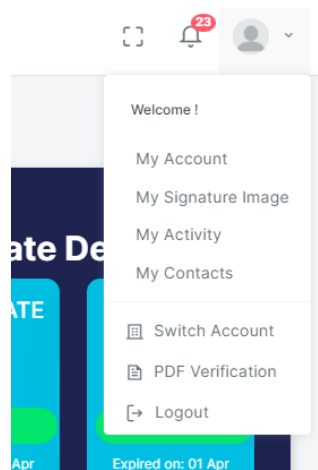 23
Welcome !
My Account
My Signature Image
ate De
My Activity
My Contacts
ATE
Switch Account
PDF Verification
Logout
Apr
Expired on: 01 Apr